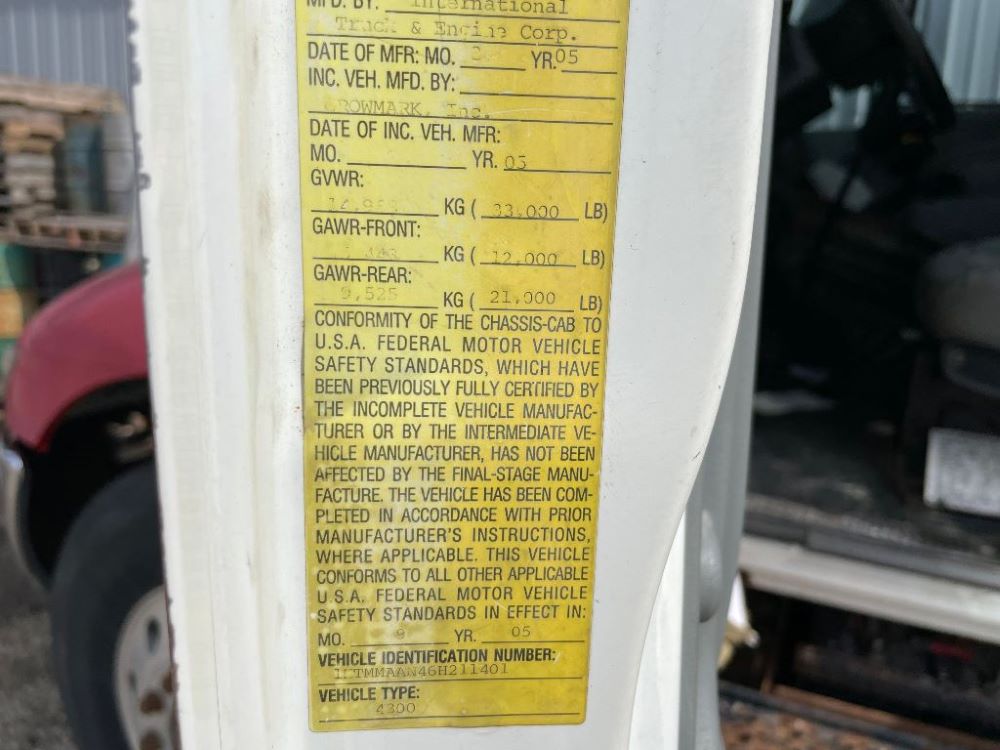 MFD. BY: International
Truck & Engine Corp.
DATE OF MFR: MO. YR. 05
INC. VEH. MFD. BY:
ROWMARK, Inc.
DATE OF INC. VEH. MFR:
MO. YR. 05
GVWR:
KG ( 33,000 LB)
GAWR-FRONT:
KG ( 12,000 LB)
GAWR-REAR:
9,525 KG ( 21,000 LB)
CONFORMITY OF THE CHASSIS-CAB TO
U.S.A. FEDERAL MOTOR VEHICLE
SAFETY STANDARDS, WHICH HAVE
BEEN PREVIOUSLY FULLY CERTIFIED BY
THE INCOMPLETE VEHICLE MANUFAC-
TURER OR BY THE INTERMEDIATE VE-
HICLE MANUFACTURER, HAS NOT BEEN
AFFECTED BY THE FINAL-STAGE MANU-
FACTURE. THE VEHICLE HAS BEEN COM-
PLETED IN ACCORDANCE WITH PRIOR
MANUFACTURER'S INSTRUCTIONS,
WHERE APPLICABLE. THIS VEHICLE
CONFORMS TO ALL OTHER APPLICABLE
U.S.A. FEDERAL MOTOR VEHICLE
SAFETY STANDARDS IN EFFECT IN:
MO. 9 YR. 05
VEHICLE IDENTIFICATION NUMBER:
1HTMMAAN46H211401
VEHICLE TYPE:
4300